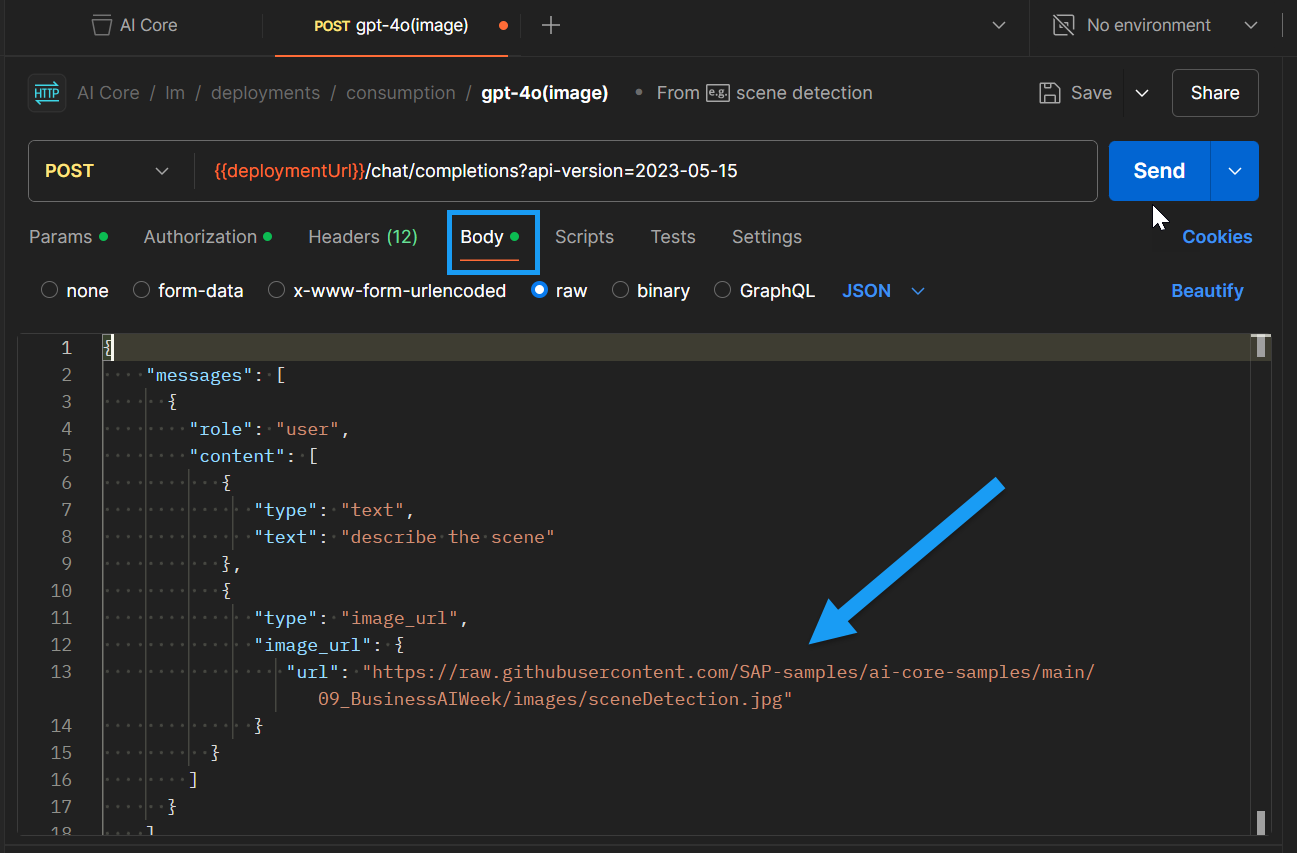 AI Core POST gpt-4o(image) No environment
HTTP AI Core / lm / deployments / consumption / gpt-4o(image) • From e.g. scene detection Save Share
POST {{deploymentUrl}}/chat/completions?api-version=2023-05-15 Send
Params Authorization Headers (12) Body Scripts Tests Settings Cookies
none form-data x-www-form-urlencoded raw binary GraphQL JSON Beautify
1 {
2 "messages": [
3 {
4 "role": "user",
5 "content": [
6 {
7 "type": "text",
8 "text": "describe the scene"
9 },
10 {
11 "type": "image_url",
12 "image_url": {
13 "url": "https://raw.githubusercontent.com/SAP-samples/ai-core-samples/main/
09_BusinessAIWeek/images/sceneDetection.jpg"
14 }
15 }
16 ]
17 }
18 ]